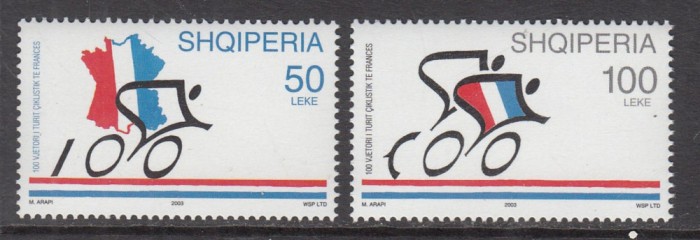 SHQIPERIA
50
LEKE
100 VJETORI I TURIT ÇIKLISTIK TE FRANCES
100
M. ARAPI
2003
WSP LTD
SHQIPERIA
100
LEKE
100 VJETORI I TURIT ÇIKLISTIK TE FRANCES
M. ARAPI
2003
WSP LTD